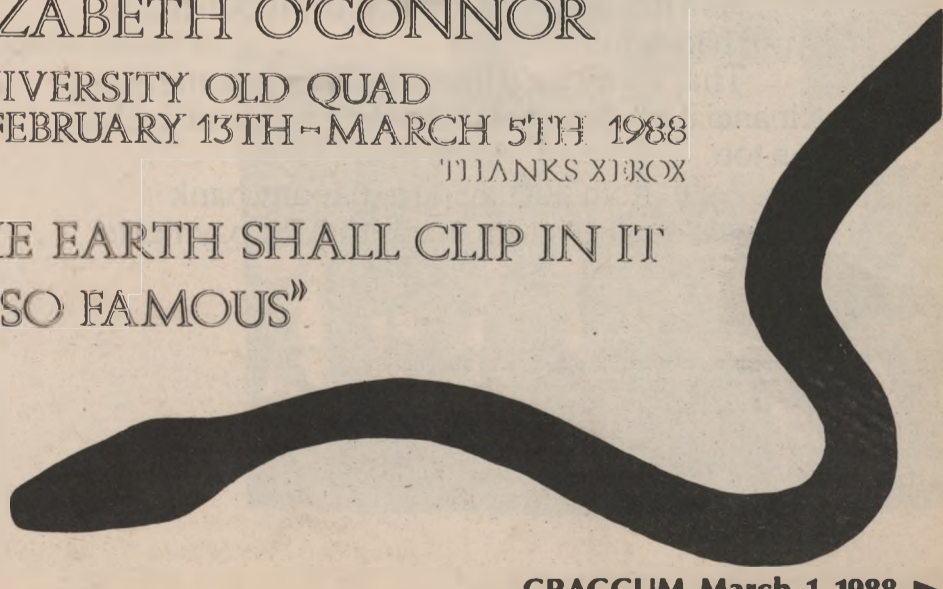 ZABETH O'CONNOR
IVERSITY OLD QUAD
FEBRUARY 13TH - MARCH 5TH 1988
THANKS XEROX
E EARTH SHALL CLIP IN IT
SO FAMOUS”
CRACCUM March 1 1988